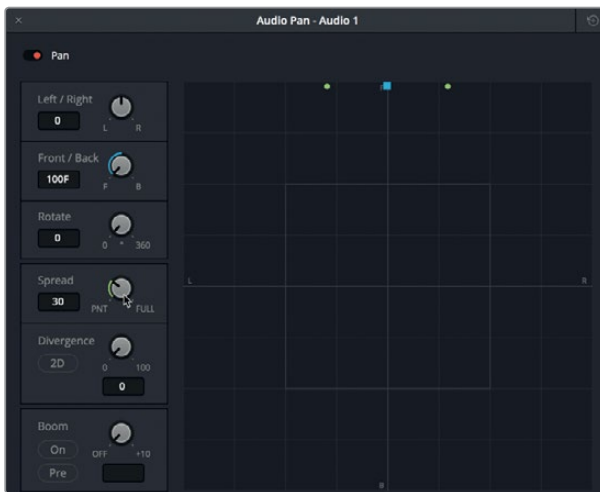 Audio Pan - Audio 1
Pan
Left / Right
0
L R
Front / Back
100F
F B
Rotate
0
0 ° 360
Spread
30
PNT FULL
Divergence
2D
0 100
0
Boom
On
OFF +10
Pre
F
L
R
B